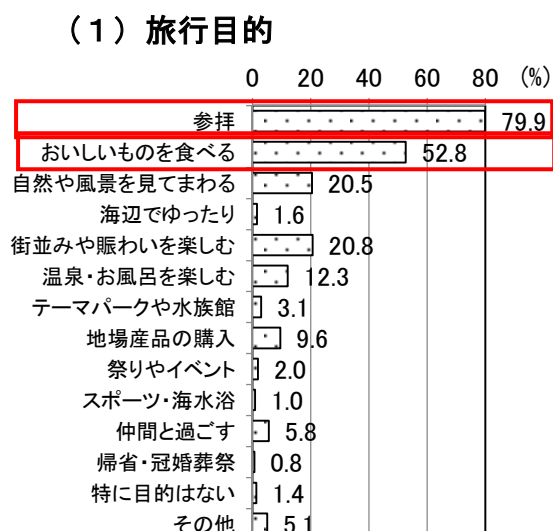 （１）旅行目的
0 20 40 60 80 (%)
参拝 79.9
おいしいものを食べる 52.8
自然や風景を見てまわる 20.5
海辺でゆったり 1.6
街並みや賑わいを楽しむ 20.8
温泉・お風呂を楽しむ 12.3
テーマパークや水族館 3.1
地場産品の購入 9.6
祭りやイベント 2.0
スポーツ・海水浴 1.0
仲間と過ごす 5.8
帰省・冠婚葬祭 0.8
特に目的はない 1.4
その他 5.1